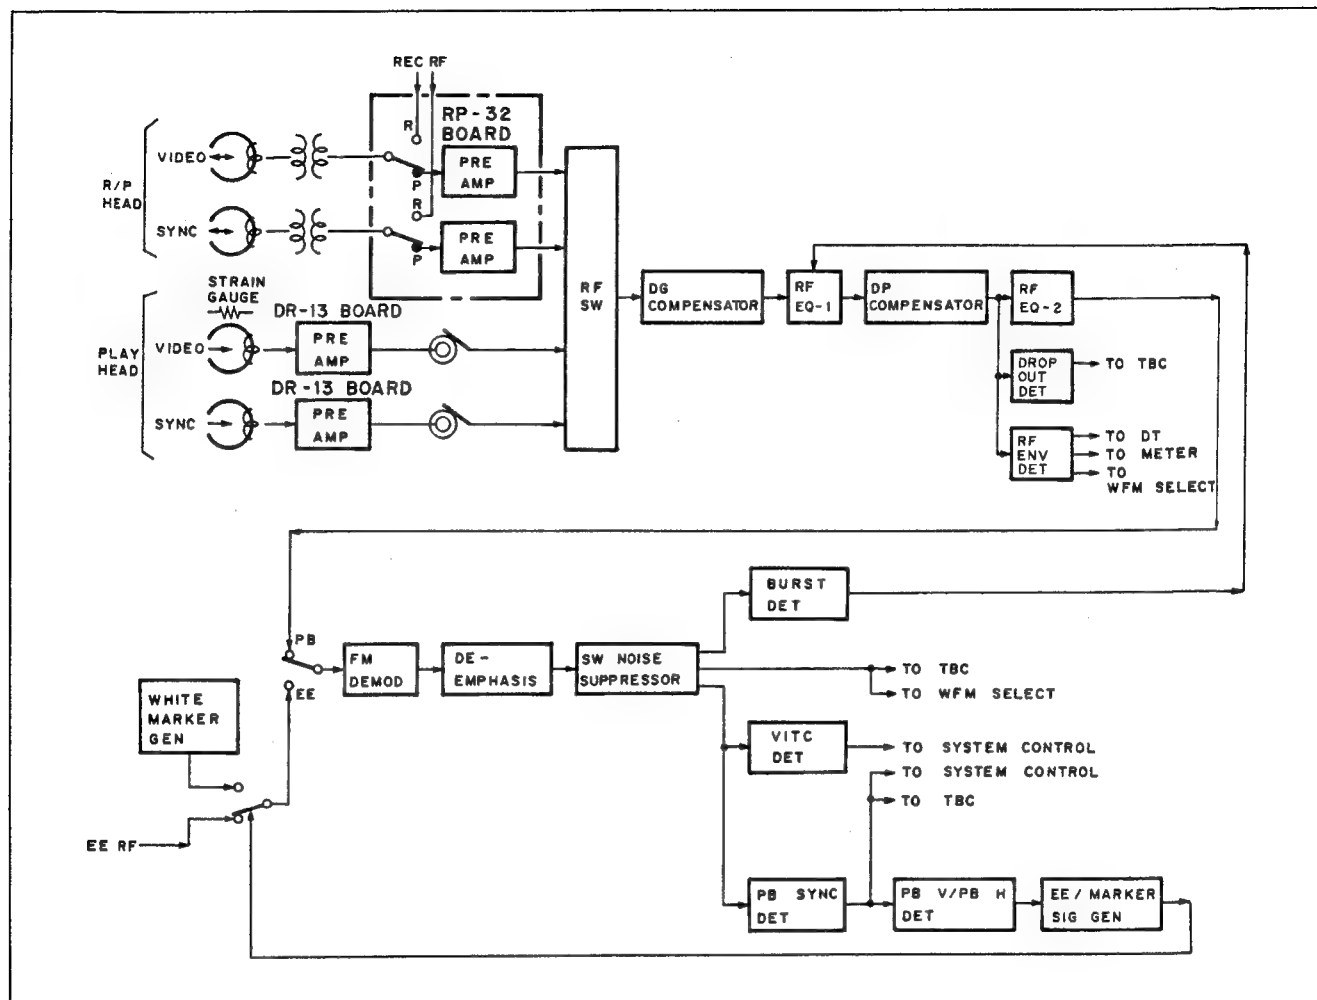 REC RF
RP-32
BOARD
R
VIDEO
PRE
AMP
P
R/P
HEAD
R
SYNC
PRE
AMP
P
STRAIN
GAUGE
DR-13 BOARD
VIDEO
PRE
AMP
PLAY
HEAD
DR-13 BOARD
SYNC
PRE
AMP
RF
SW
DG
COMPENSATOR
RF
EQ-1
DP
COMPENSATOR
RF
EQ-2
DROP
OUT
DET
TO TBC
RF
ENV
DET
TO DT
TO METER
TO
WFM SELECT
BURST
DET
PB
EE
FM
DEMOD
DE-
EMPHASIS
SW NOISE
SUPPRESSOR
TO TBC
TO WFM SELECT
WHITE
MARKER
GEN
VITC
DET
TO SYSTEM CONTROL
TO SYSTEM CONTROL
TO TBC
EE RF
PB SYNC
DET
PB V/PB H
DET
EE/MARKER
SIG GEN